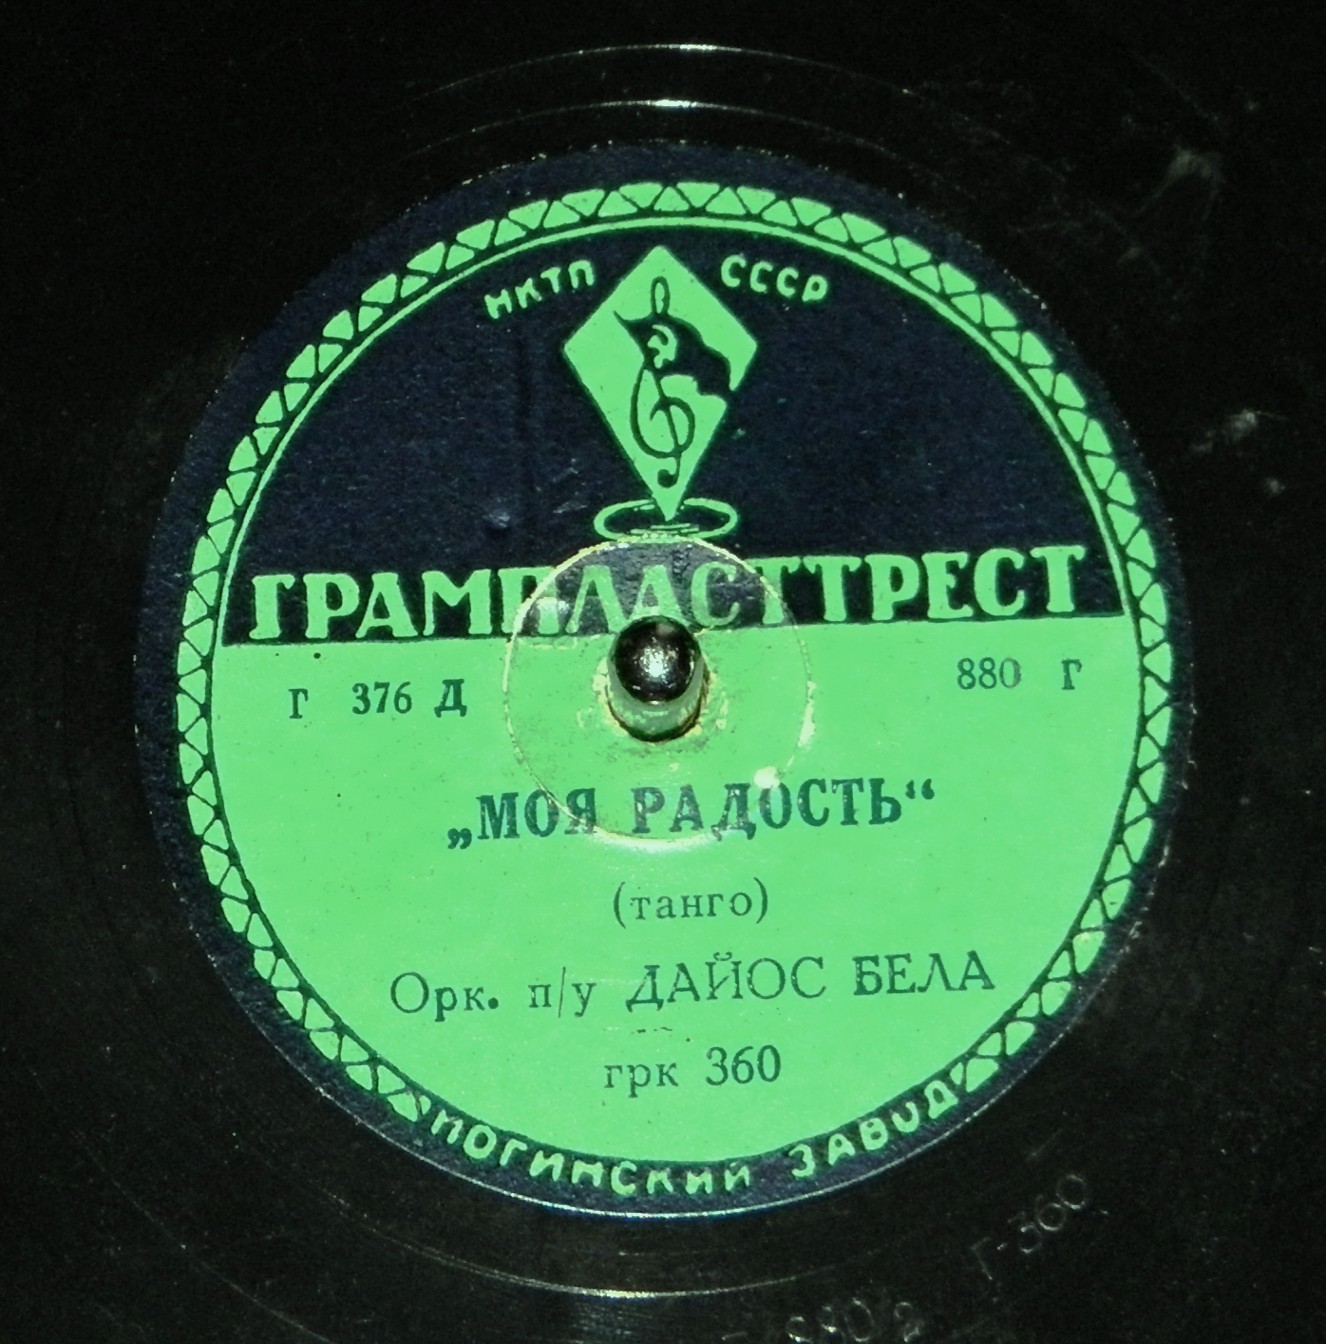 НКТП СССР
ГРАМПЛАСТТРЕСТ
Г 376 Д 880 Г
„МОЯ РАДОСТЬ“
(танго)
Орк. п/у ДАЙОС БЕЛА
грк 360
НОГИНСКИЙ ЗАВОД
Г-360